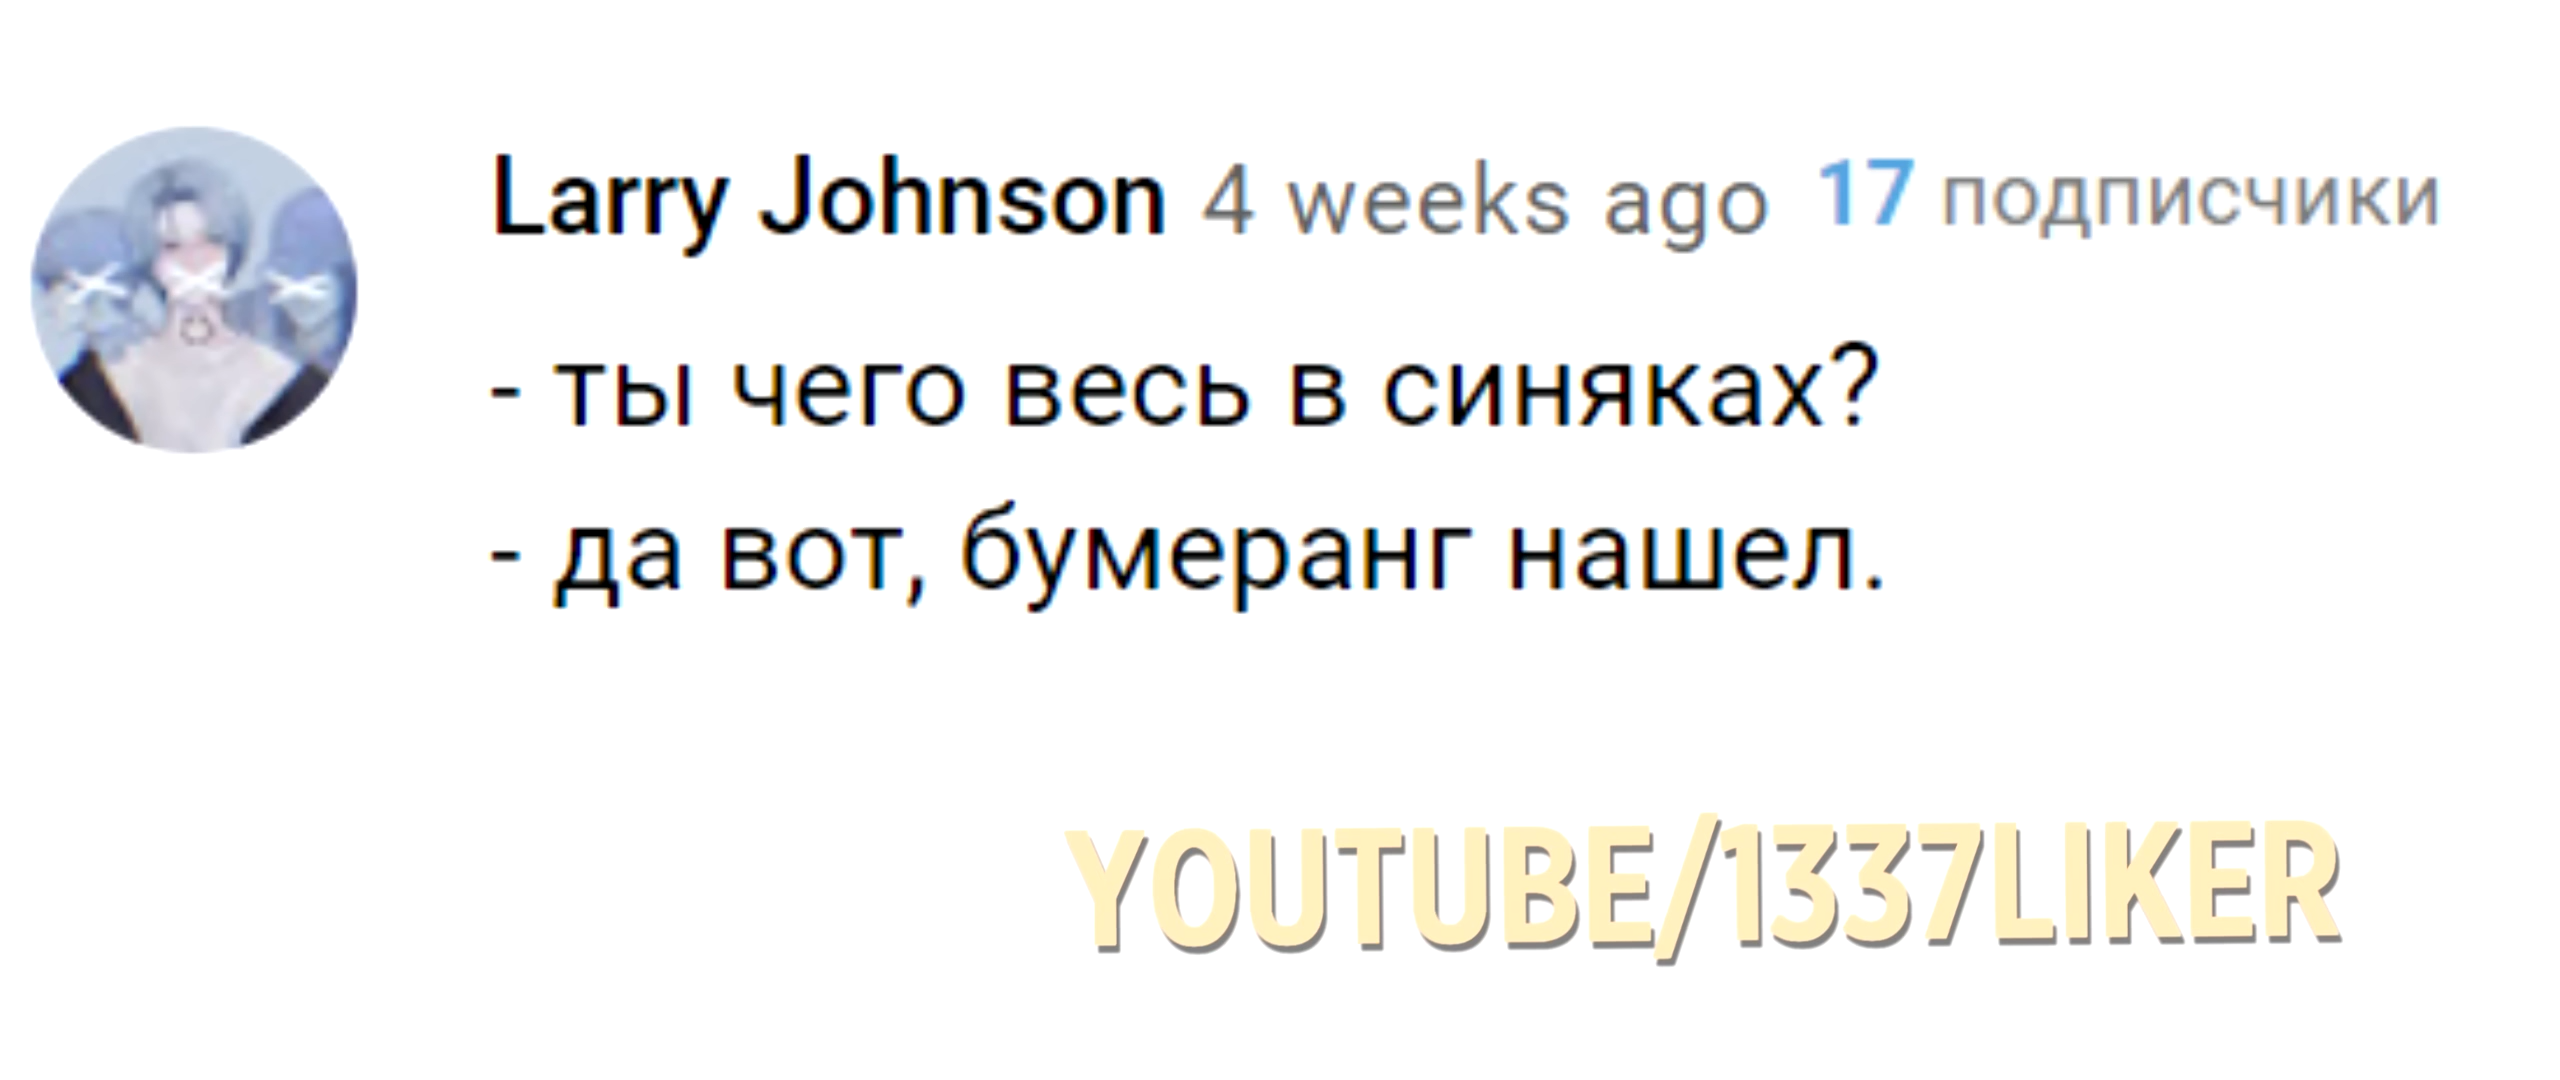 Larry Johnson 4 weeks ago 17 подписчики
- ты чего весь в синяках?
- да вот, бумеранг нашел.
YOUTUBE/1337LIKER